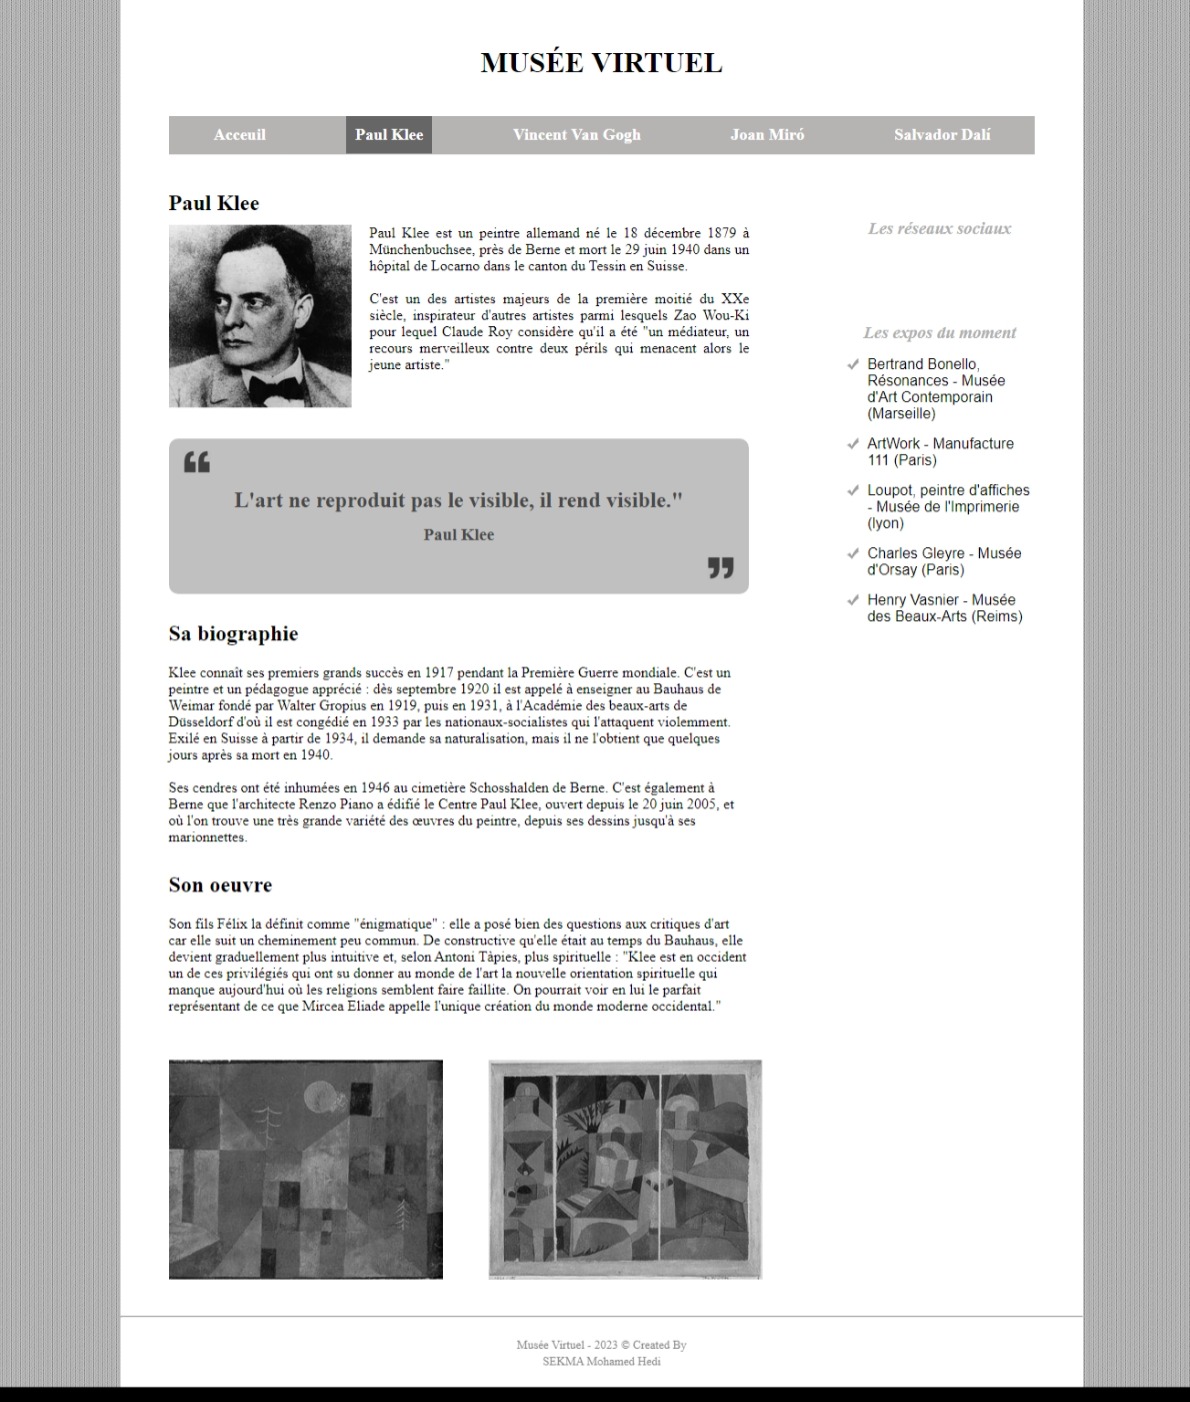 MUSÉE VIRTUEL
Acceuil Paul Klee Vincent Van Gogh Joan Miró Salvador Dalí
Paul Klee
Paul Klee est un peintre allemand né le 18 décembre 1879 à
Münchenbuchsee, près de Berne et mort le 29 juin 1940 dans un
hôpital de Locarno dans le canton du Tessin en Suisse.
C'est un des artistes majeurs de la première moitié du XXe
siècle, inspirateur d'autres artistes parmi lesquels Zao Wou-Ki
pour lequel Claude Roy considère qu'il a été "un médiateur, un
recours merveilleux contre deux périls qui menacent alors le
jeune artiste."
“
L'art ne reproduit pas le visible, il rend visible."
Paul Klee
”
Sa biographie
Klee connaît ses premiers grands succès en 1917 pendant la Première Guerre mondiale. C'est un
peintre et un pédagogue apprécié : dès septembre 1920 il est appelé à enseigner au Bauhaus de
Weimar fondé par Walter Gropius en 1919, puis en 1931, à l'Académie des beaux-arts de
Düsseldorf d'où il est congédié en 1933 par les nationaux-socialistes qui l'attaquent violemment.
Exilé en Suisse à partir de 1934, il demande sa naturalisation, mais il ne l'obtient que quelques
jours après sa mort en 1940.
Ses cendres ont été inhumées en 1946 au cimetière Schosshalden de Berne. C'est également à
Berne que l'architecte Renzo Piano a édifié le Centre Paul Klee, ouvert depuis le 20 juin 2005, et
où l'on trouve une très grande variété des œuvres du peintre, depuis ses dessins jusqu'à ses
marionnettes.
Son oeuvre
Son fils Félix la définit comme "énigmatique" : elle a posé bien des questions aux critiques d'art
car elle suit un cheminement peu commun. De constructive qu'elle était au temps du Bauhaus, elle
devient graduellement plus intuitive et, selon Antoni Tàpies, plus spirituelle : "Klee est en occident
un de ces privilégiés qui ont su donner au monde de l'art la nouvelle orientation spirituelle qui
manque aujourd'hui où les religions semblent faire faillite. On pourrait voir en lui le parfait
représentant de ce que Mircea Eliade appelle l'unique création du monde moderne occidental."
Les réseaux sociaux
Les expos du moment
Bertrand Bonello,
Résonances - Musée
d'Art Contemporain
(Marseille)
ArtWork - Manufacture
111 (Paris)
Loupot, peintre d'affiches
- Musée de l'Imprimerie
(lyon)
Charles Gleyre - Musée
d'Orsay (Paris)
Henry Vasnier - Musée
des Beaux-Arts (Reims)
Musée Virtuel - 2023 © Created By
SEKMA Mohamed Hedi